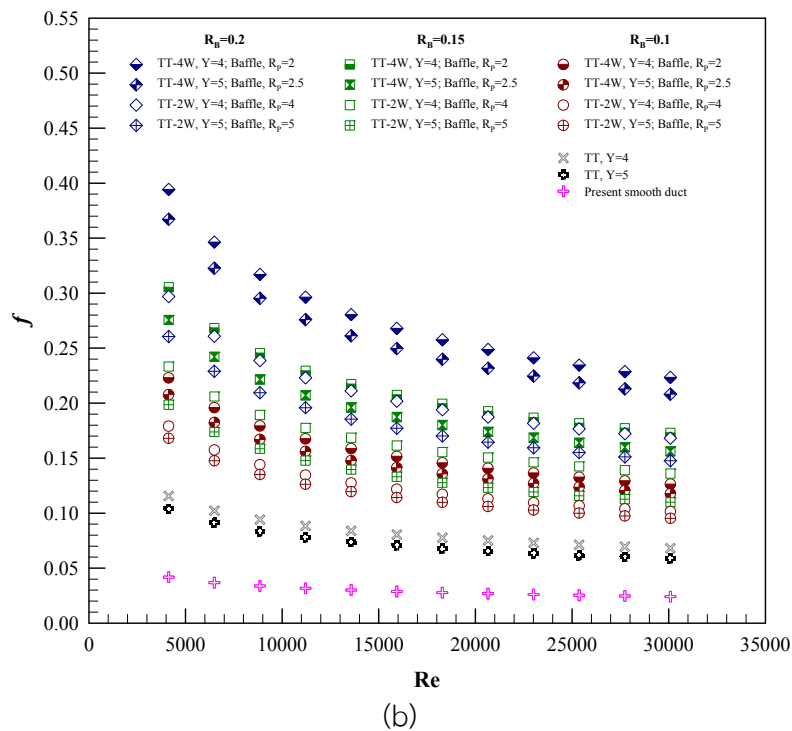 0.55
0.50
0.45
0.40
0.35
0.30
0.25
0.20
0.15
0.10
0.05
0.00
f
R_B=0.2
TT-4W, Y=4; Baffle, R_P=2
TT-4W, Y=5; Baffle, R_P=2.5
TT-2W, Y=4; Baffle, R_P=4
TT-2W, Y=5; Baffle, R_P=5
R_B=0.15
TT-4W, Y=4; Baffle, R_P=2
TT-4W, Y=5; Baffle, R_P=2.5
TT-2W, Y=4; Baffle, R_P=4
TT-2W, Y=5; Baffle, R_P=5
R_B=0.1
TT-4W, Y=4; Baffle, R_P=2
TT-4W, Y=5; Baffle, R_P=2.5
TT-2W, Y=4; Baffle, R_P=4
TT-2W, Y=5; Baffle, R_P=5
TT, Y=4
TT, Y=5
Present smooth duct
0 5000 10000 15000 20000 25000 30000 35000
Re
(b)